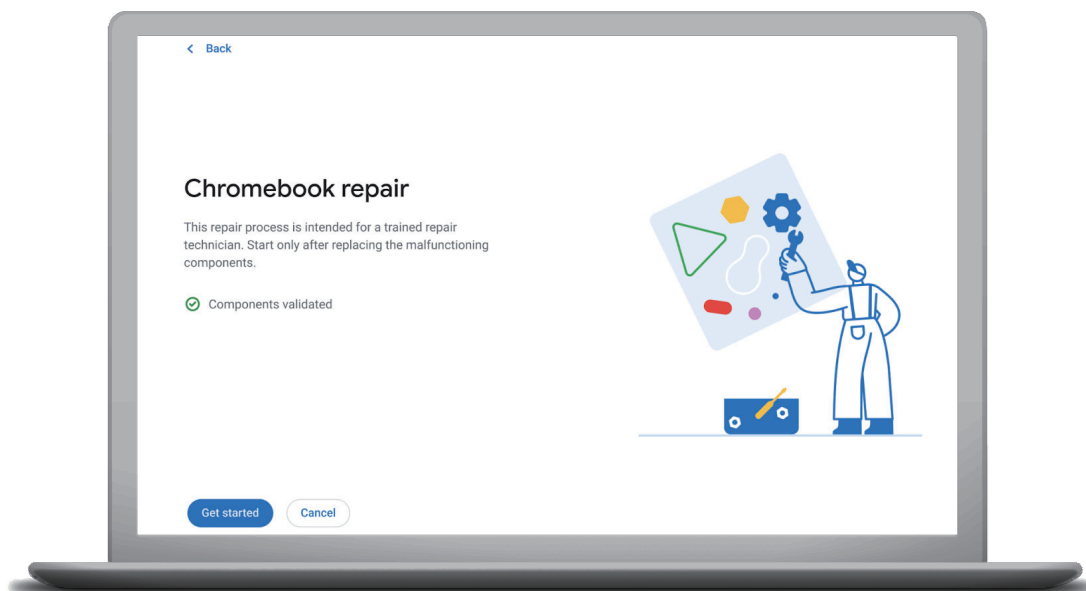 Back
Chromebook repair
This repair process is intended for a trained repair
technician. Start only after replacing the malfunctioning
components.
Components validated
Get started
Cancel